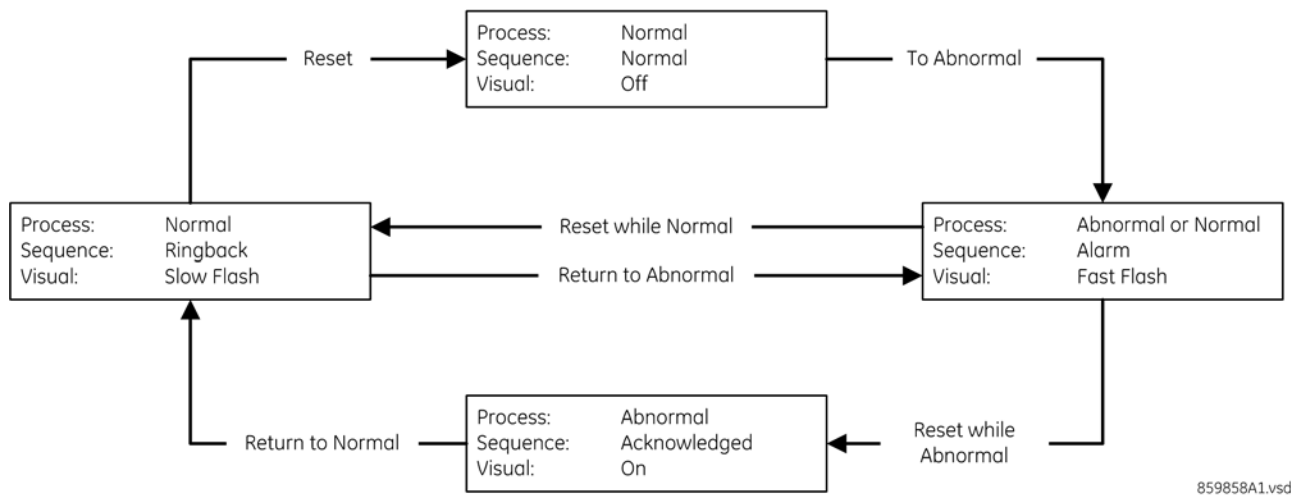 Process: Normal
Sequence: Normal
Visual: Off
Reset
To Abnormal
Process: Normal
Sequence: Ringback
Visual: Slow Flash
Reset while Normal
Return to Abnormal
Process: Abnormal or Normal
Sequence: Alarm
Visual: Fast Flash
Process: Abnormal
Sequence: Acknowledged
Visual: On
Return to Normal
Reset while
Abnormal
859858A1.vsd